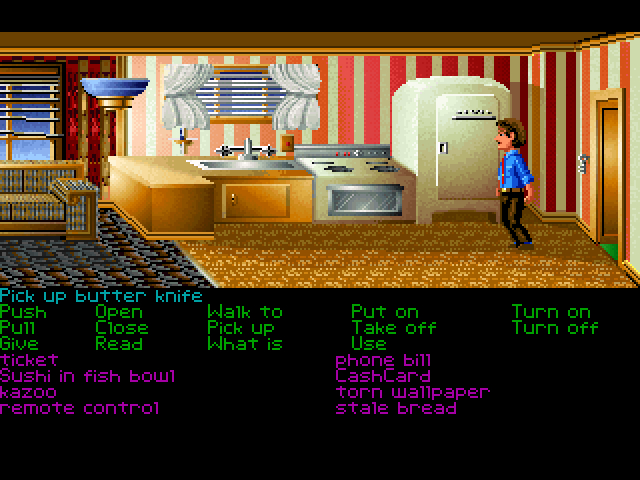 Pick up butter knife
Push Open Walk to Put on Turn on
Pull Close Pick up Take off Turn off
Give Read What is Use
ticket phone bill
Sushi in fish bowl CashCard
kazoo torn wallpaper
remote control stale bread